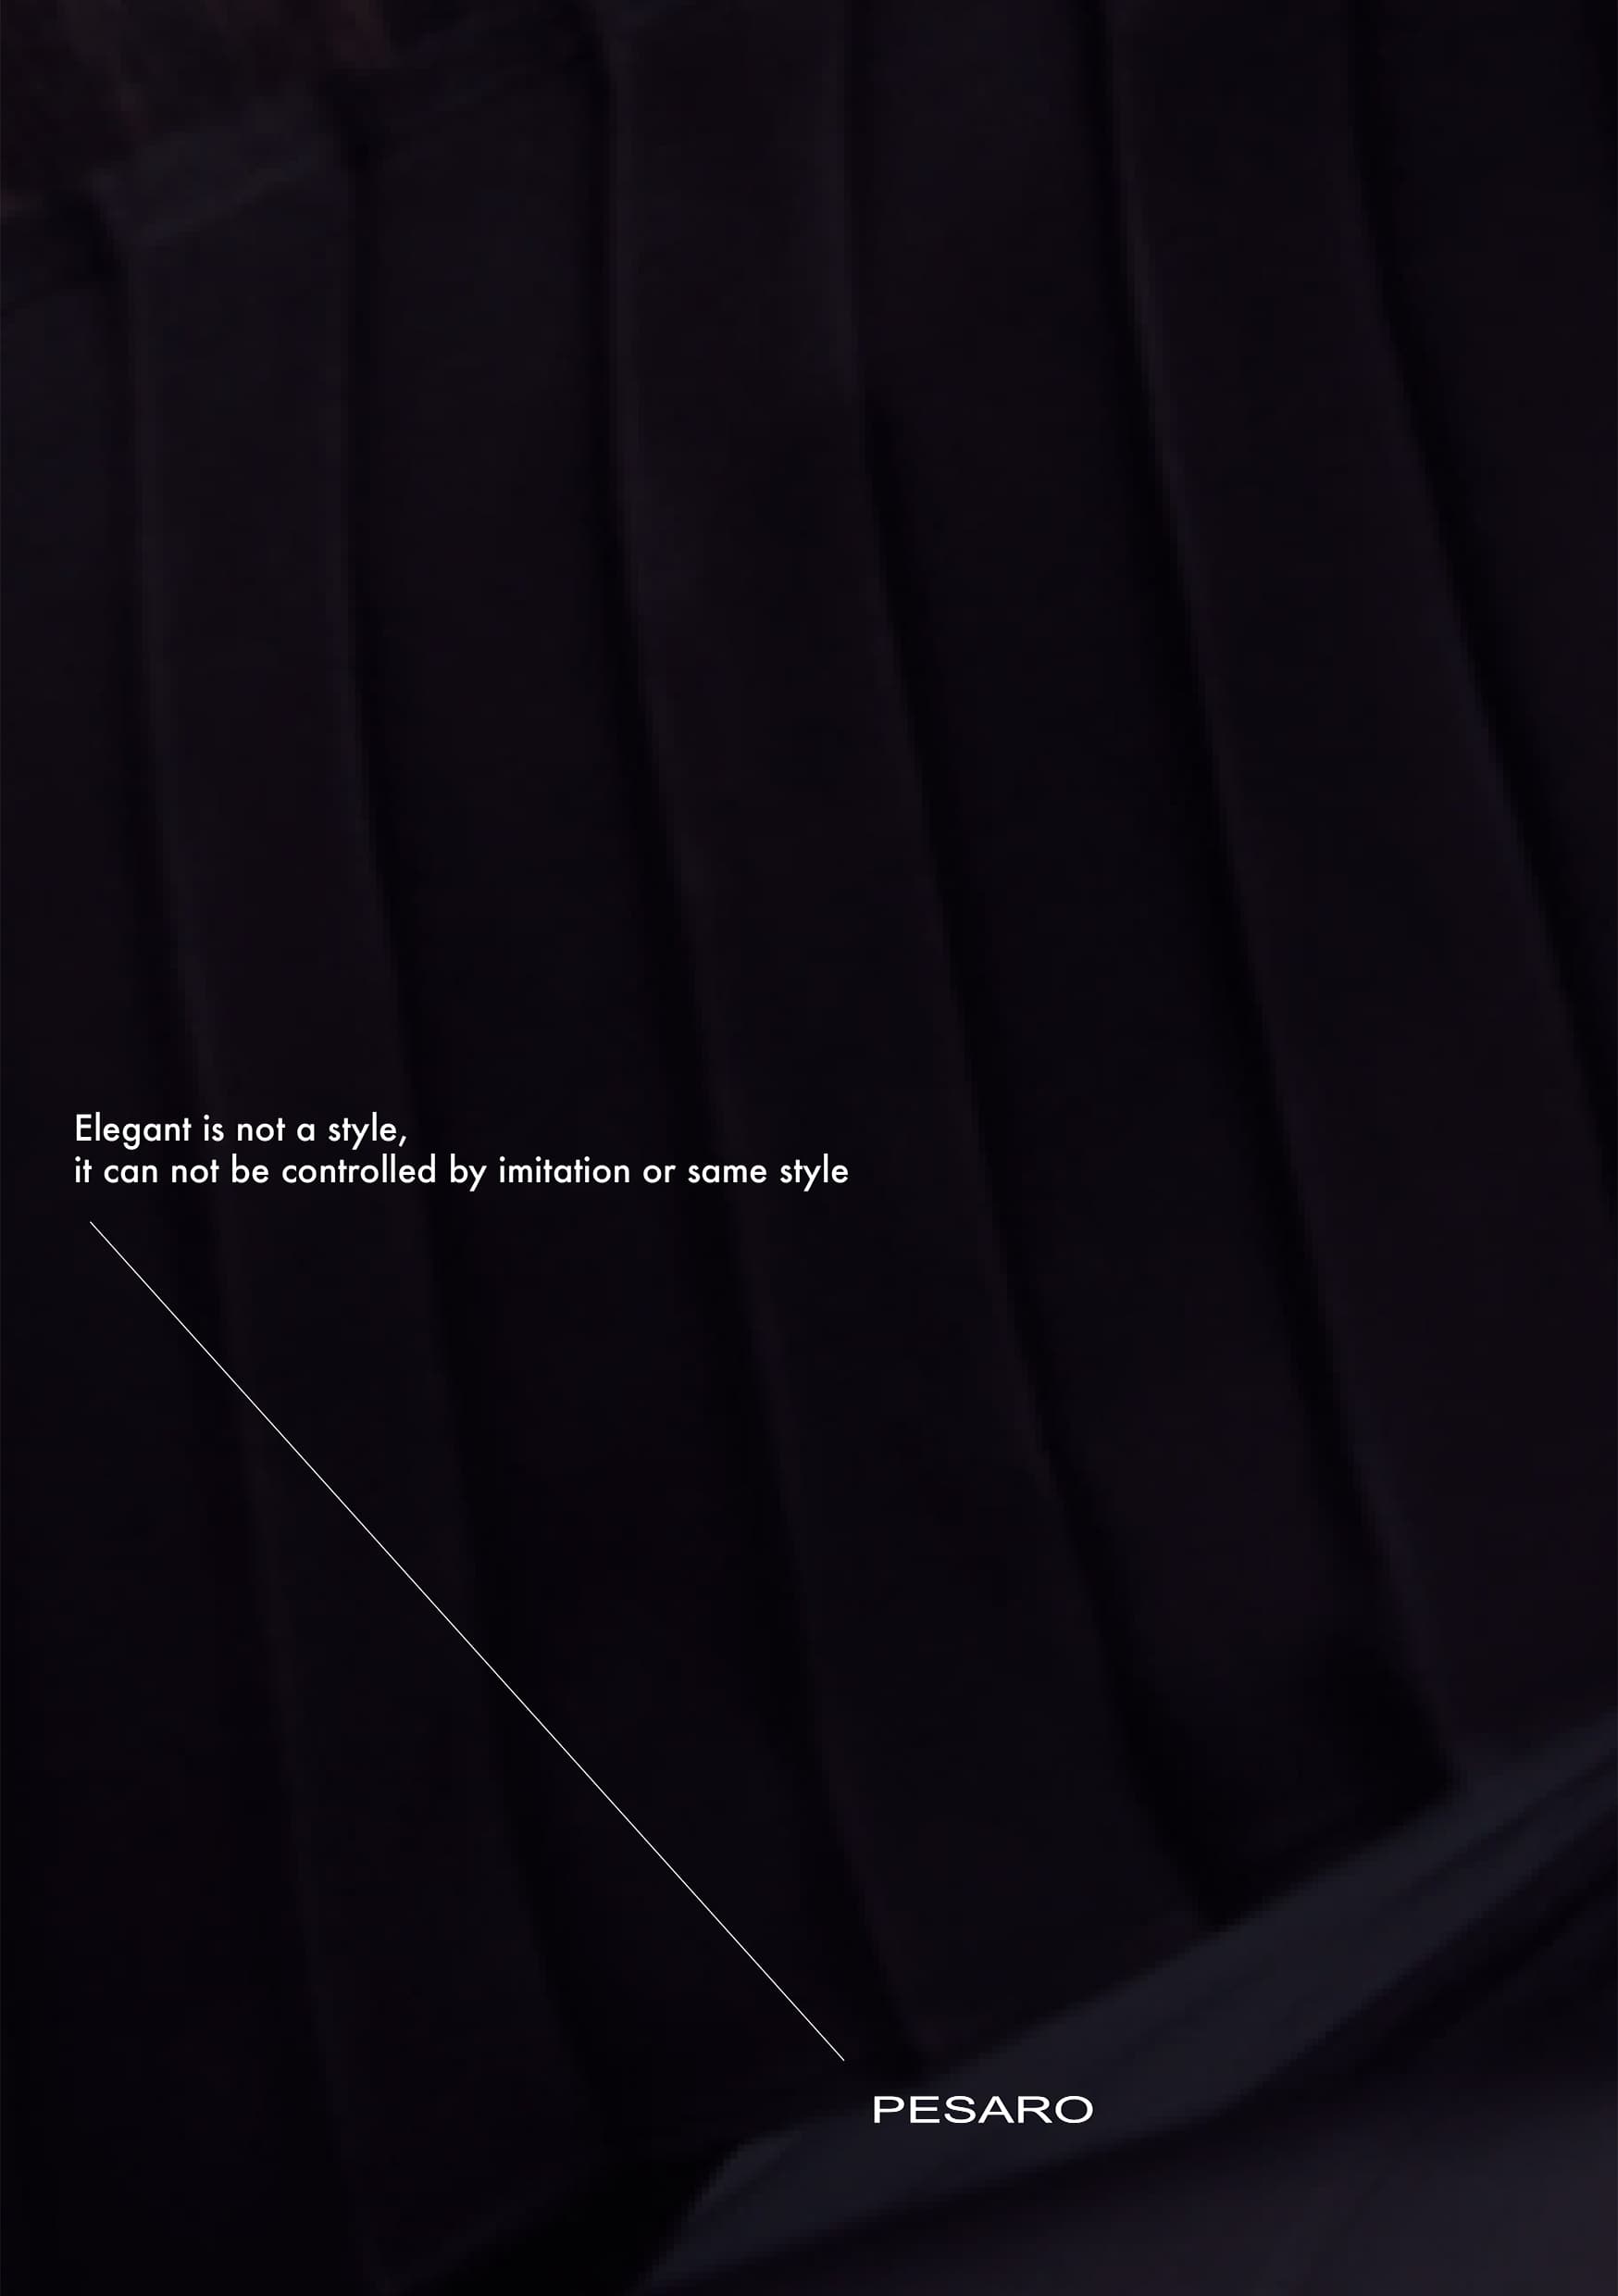 Elegant is not a style,
it can not be controlled by imitation or same style
PESARO